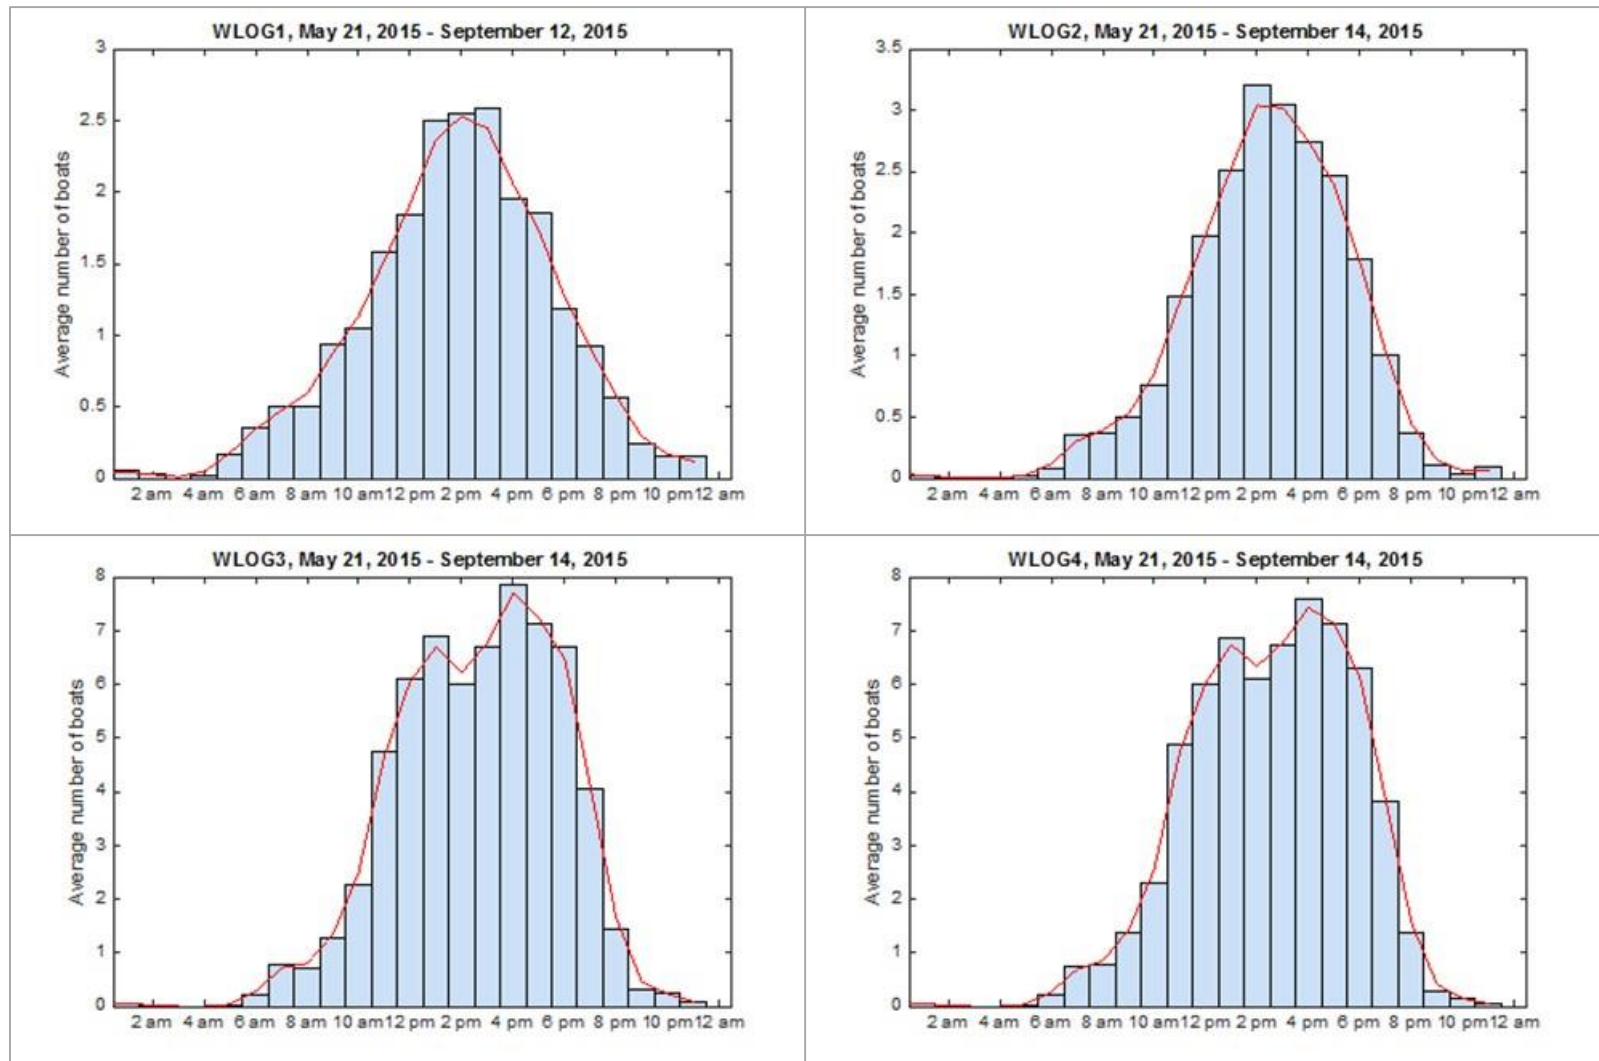 WLOG1, May 21, 2015 - September 12, 2015
3
2.5
2
1.5
1
0.5
0
Average number of boats
2 am 4 am 6 am 8 am 10 am 12 pm 2 pm 4 pm 6 pm 8 pm 10 pm 12 am
WLOG2, May 21, 2015 - September 14, 2015
3.5
3
2.5
2
1.5
1
0.5
0
Average number of boats
2 am 4 am 6 am 8 am 10 am 12 pm 2 pm 4 pm 6 pm 8 pm 10 pm 12 am
WLOG3, May 21, 2015 - September 14, 2015
8
7
6
5
4
3
2
1
0
Average number of boats
2 am 4 am 6 am 8 am 10 am 12 pm 2 pm 4 pm 6 pm 8 pm 10 pm 12 am
WLOG4, May 21, 2015 - September 14, 2015
8
7
6
5
4
3
2
1
0
Average number of boats
2 am 4 am 6 am 8 am 10 am 12 pm 2 pm 4 pm 6 pm 8 pm 10 pm 12 am